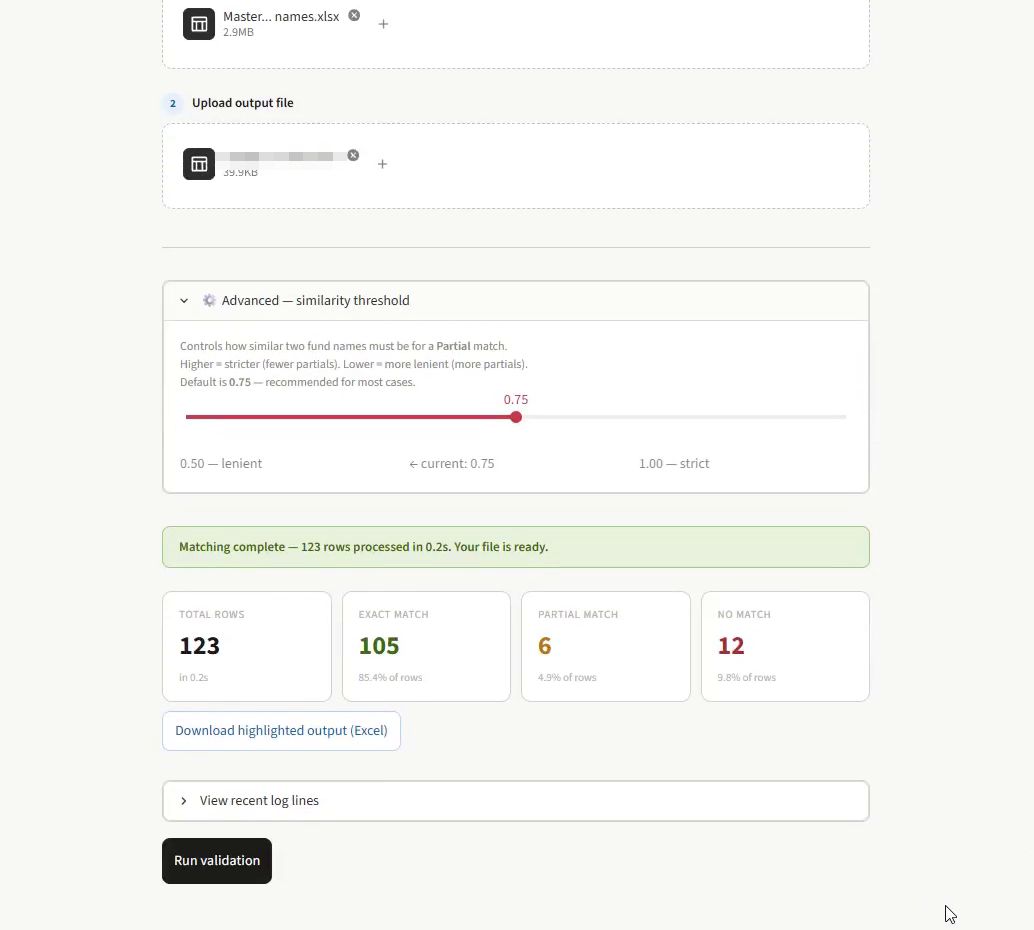 Master... names.xlsx
2.9MB
2 Upload output file
39.9KB
Advanced — similarity threshold
Controls how similar two fund names must be for a Partial match.
Higher = stricter (fewer partials). Lower = more lenient (more partials).
Default is 0.75 — recommended for most cases.
0.75
0.50 — lenient
← current: 0.75
1.00 — strict
Matching complete — 123 rows processed in 0.2s. Your file is ready.
TOTAL ROWS
123
in 0.2s
EXACT MATCH
105
85.4% of rows
PARTIAL MATCH
6
4.9% of rows
NO MATCH
12
9.8% of rows
Download highlighted output (Excel)
View recent log lines
Run validation